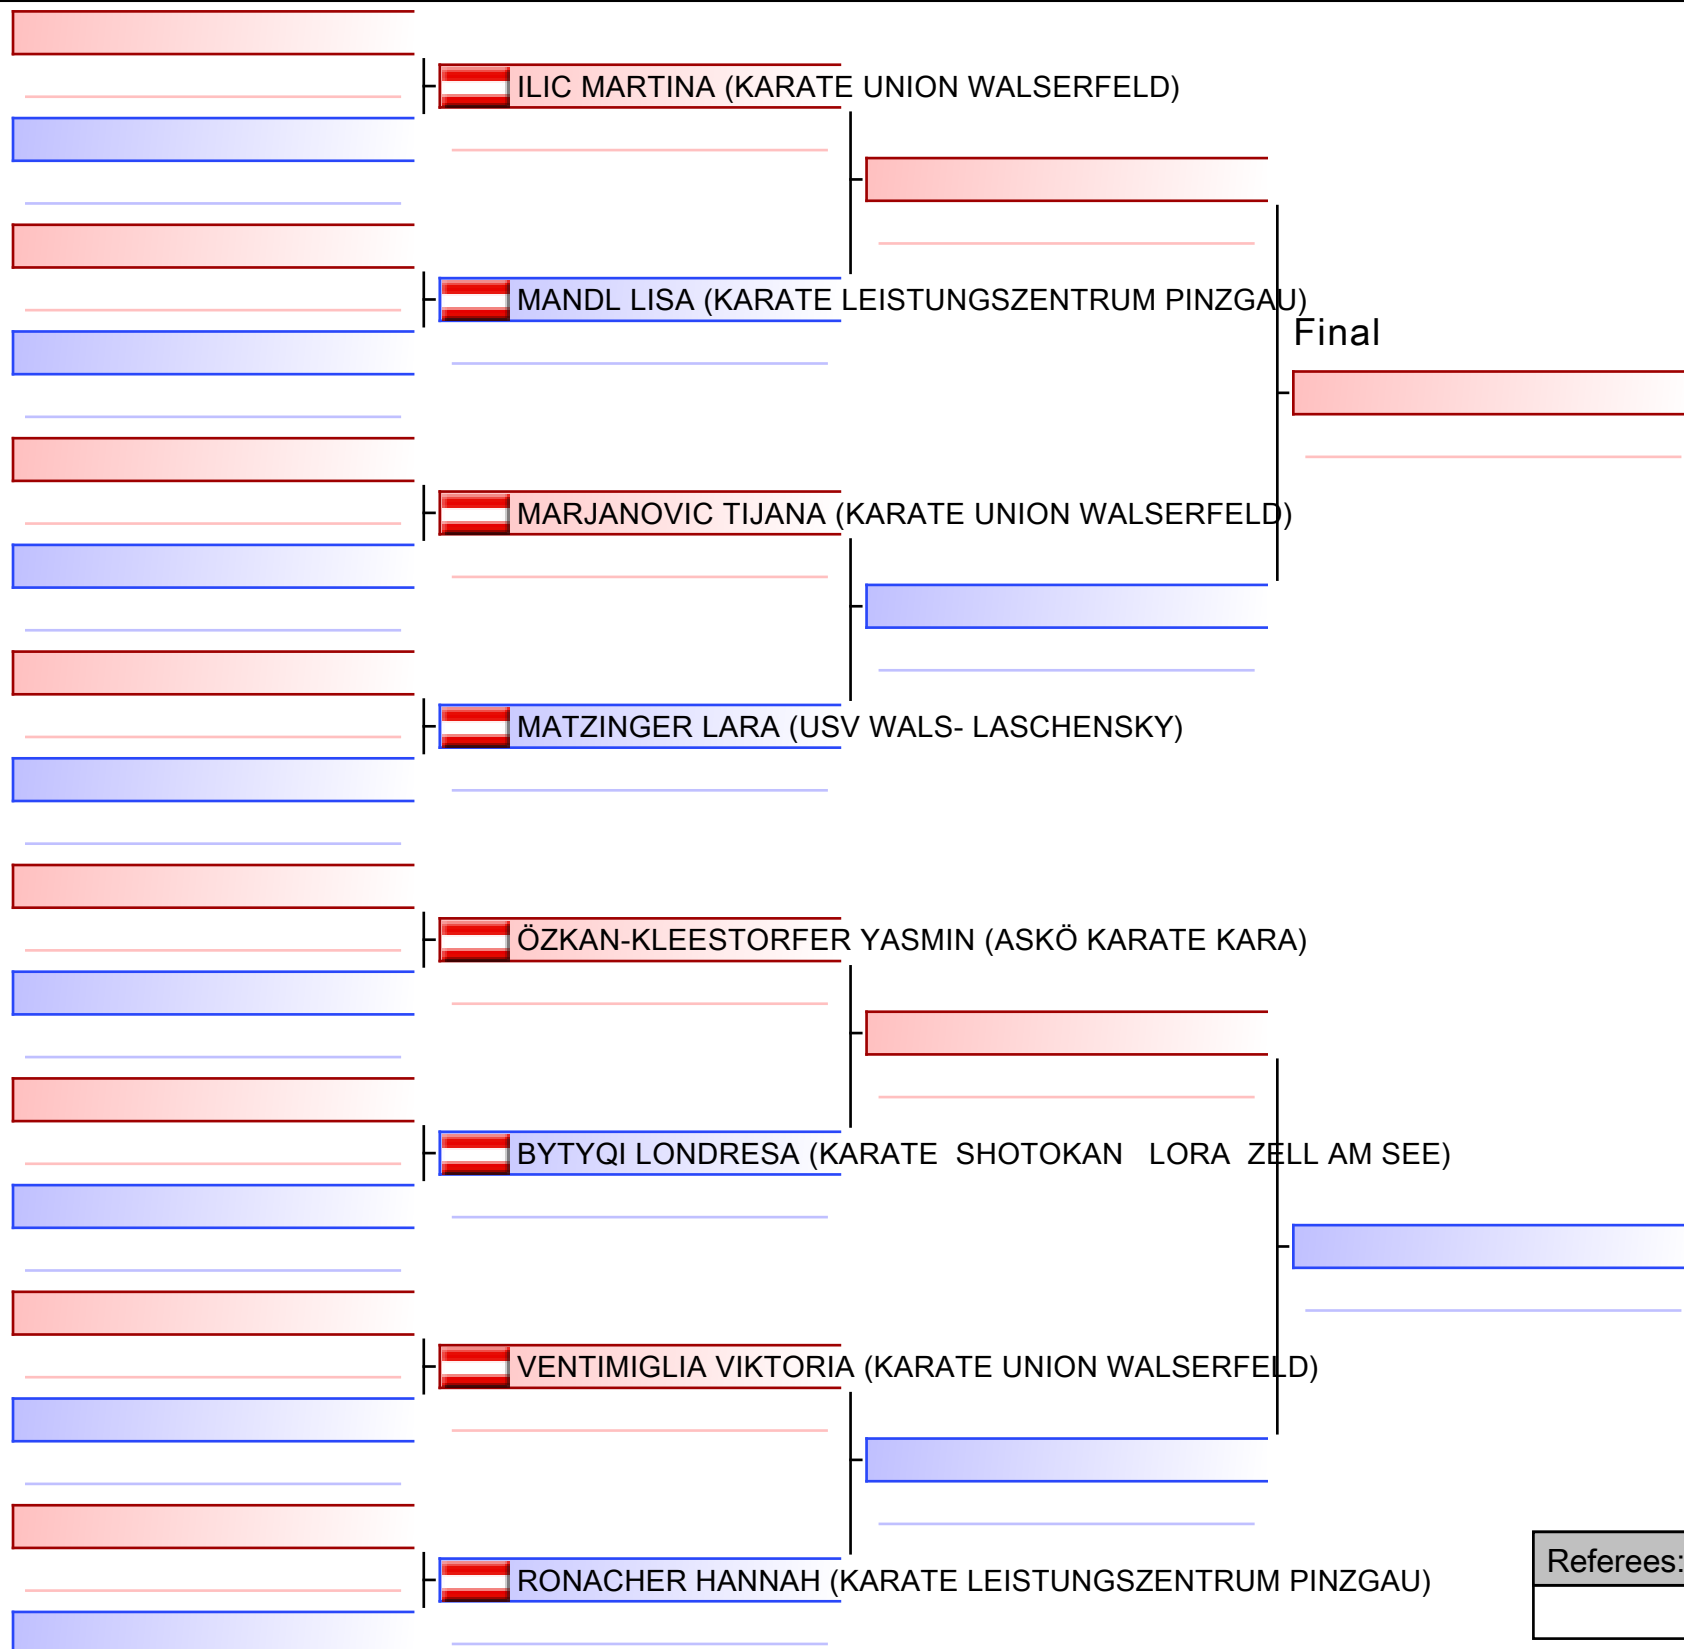 ILIC MARTINA (KARATE UNION WALSERFELD)
MANDL LISA (KARATE LEISTUNGSZENTRUM PINZGAU)
Final
MARJANOVIC TIJANA (KARATE UNION WALSERFELD)
MATZINGER LARA (USV WALS- LASCHENSKY)
ÖZKAN-KLEESTORFER YASMIN (ASKÖ KARATE KARA)
BYTYQI LONDRESA (KARATE  SHOTOKAN   LORA  ZELL AM SEE)
VENTIMIGLIA VIKTORIA (KARATE UNION WALSERFELD)
Referees:
RONACHER HANNAH (KARATE LEISTUNGSZENTRUM PINZGAU)